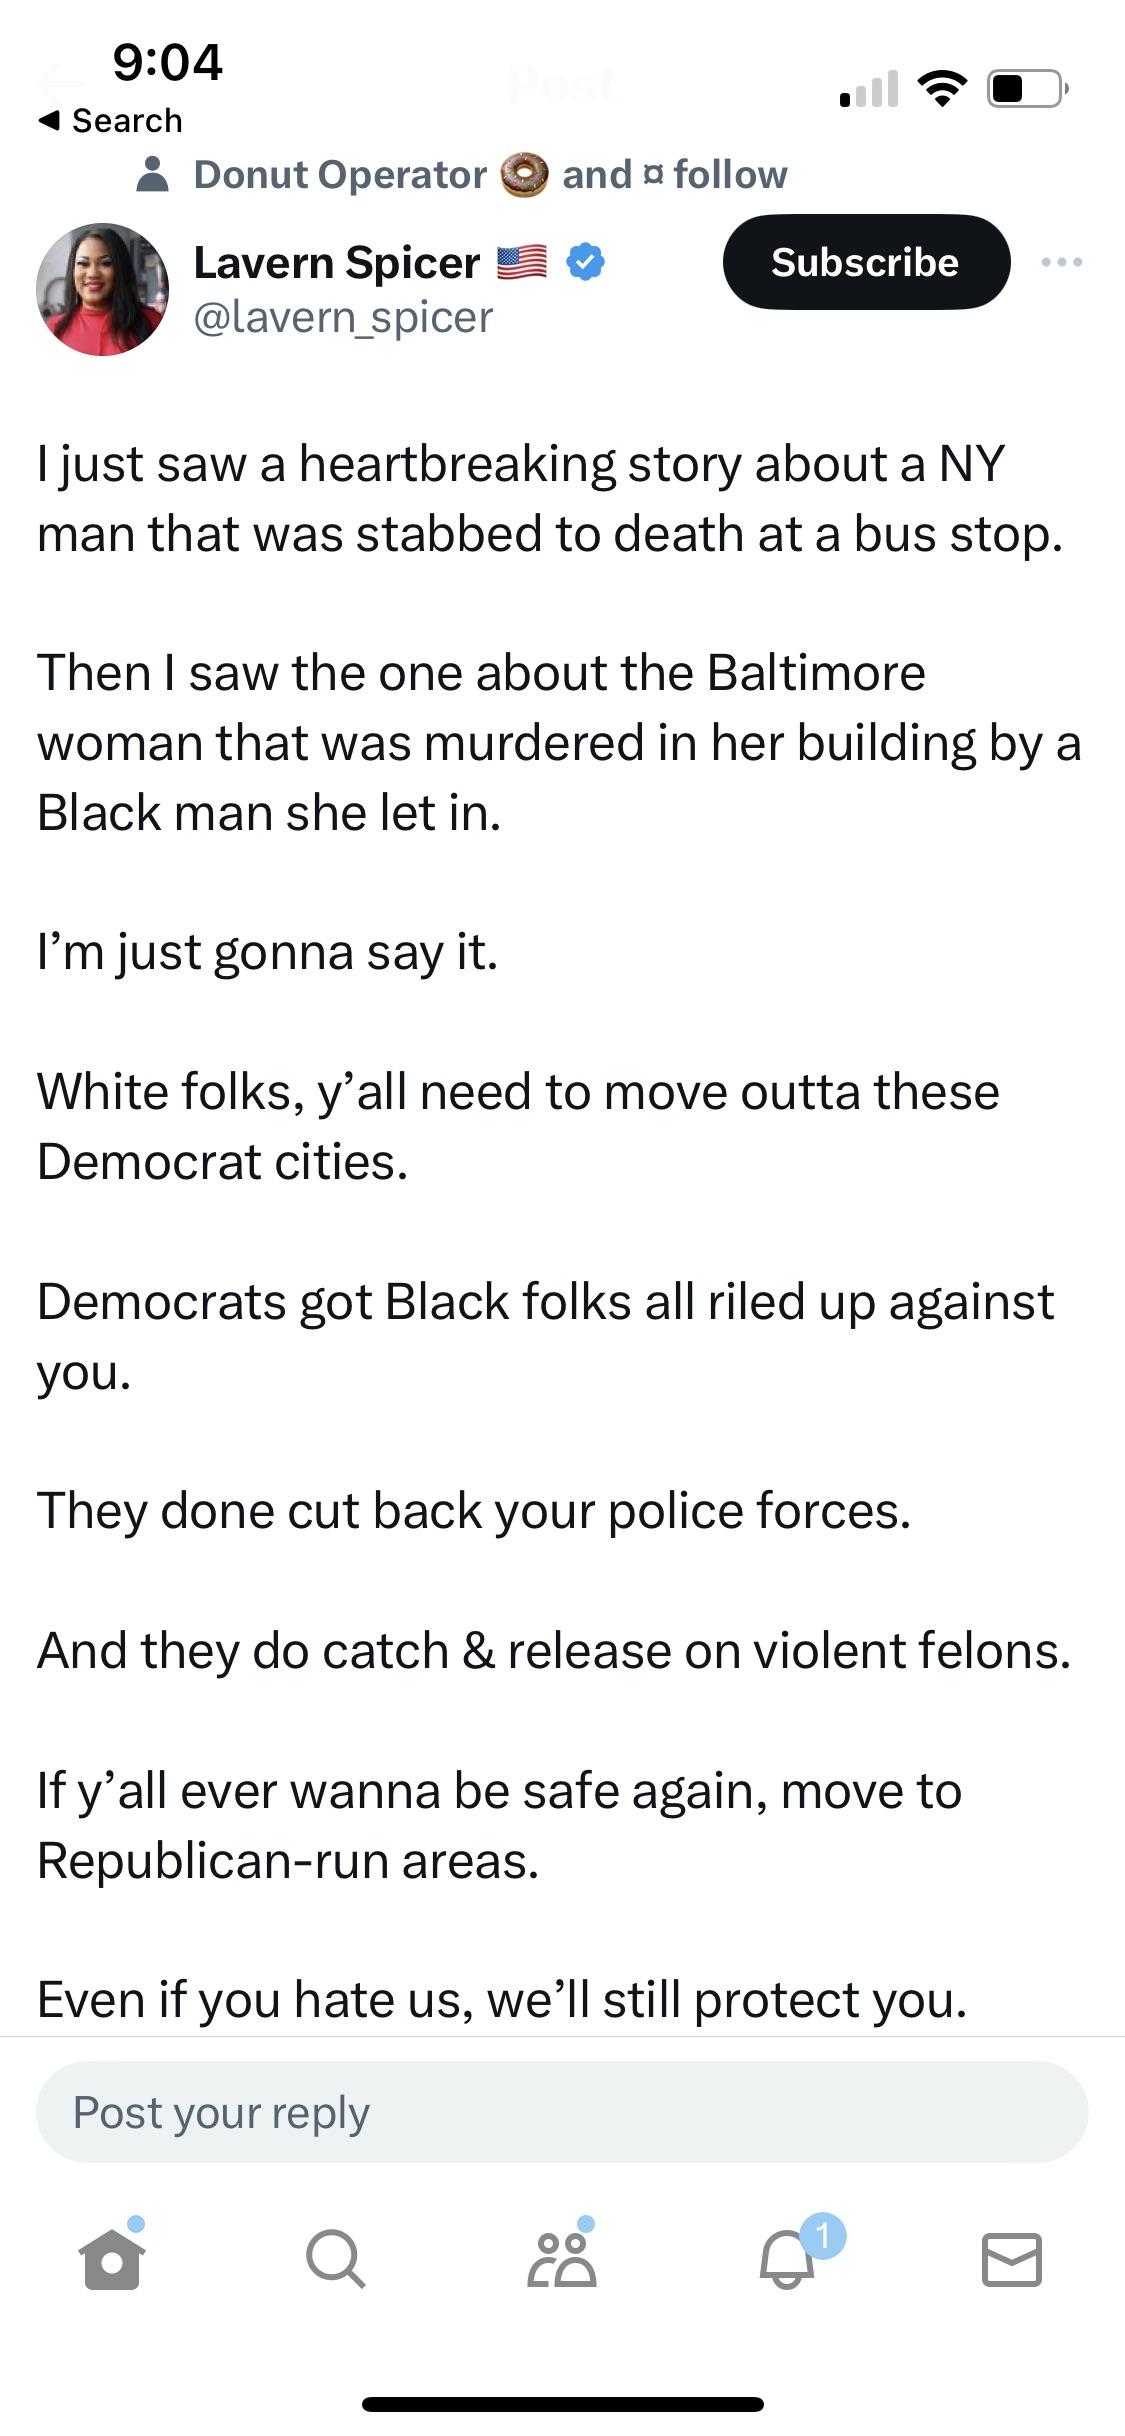 9:04
Post
◀ Search
Donut Operator 🍩 and ¤ follow
Lavern Spicer 🇺🇸
Subscribe
@lavern_spicer
I just saw a heartbreaking story about a NY
man that was stabbed to death at a bus stop.
Then I saw the one about the Baltimore
woman that was murdered in her building by a
Black man she let in.
I’m just gonna say it.
White folks, y’all need to move outta these
Democrat cities.
Democrats got Black folks all riled up against
you.
They done cut back your police forces.
And they do catch & release on violent felons.
If y’all ever wanna be safe again, move to
Republican-run areas.
Even if you hate us, we’ll still protect you.
Post your reply
1